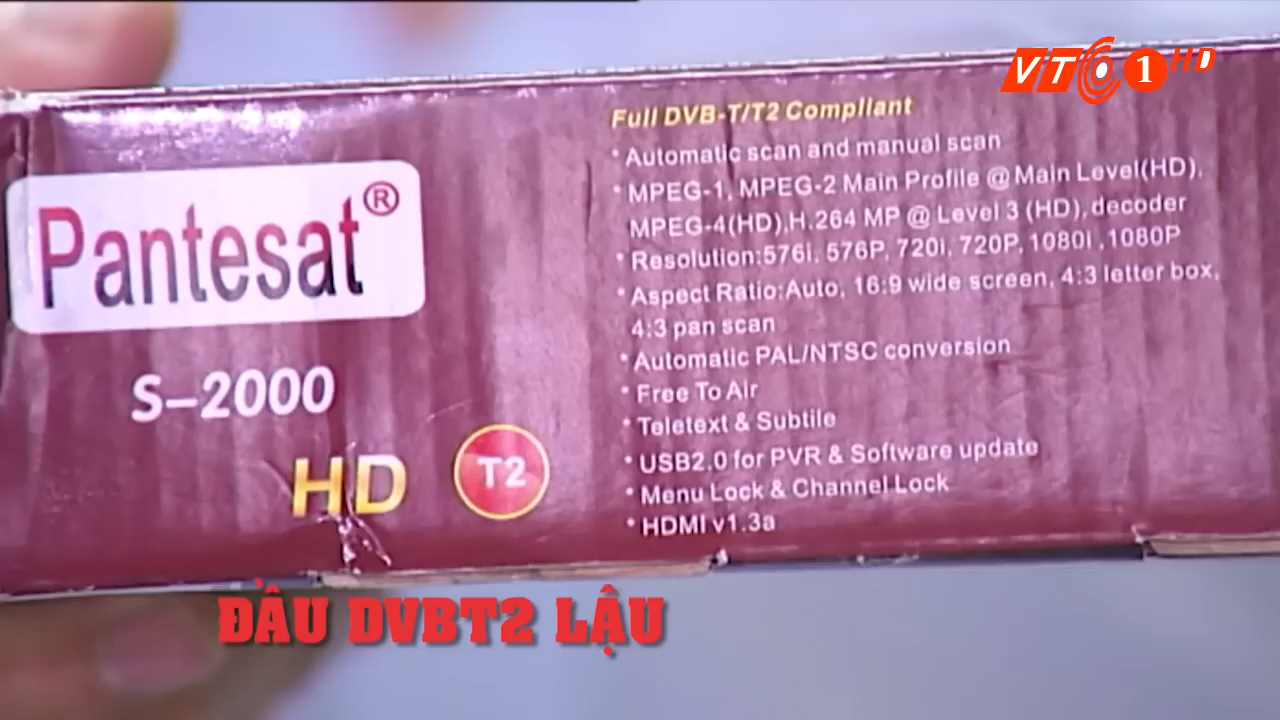 VTC 1 HD
Full DVB-T/T2 Compliant
* Automatic scan and manual scan
* MPEG-1, MPEG-2 Main Profile @ Main Level(HD),
MPEG-4(HD),H.264 MP @ Level 3 (HD), decoder
* Resolution:576i, 576P, 720i, 720P, 1080i ,1080P
* Aspect Ratio:Auto, 16:9 wide screen, 4:3 letter box,
4:3 pan scan
* Automatic PAL/NTSC conversion
* Free To Air
* Teletext & Subtile
* USB2.0 for PVR & Software update
* Menu Lock & Channel Lock
* HDMI v1.3a
Pantesat®
S-2000
HD T2
ĐẦU DVBT2 LẬU